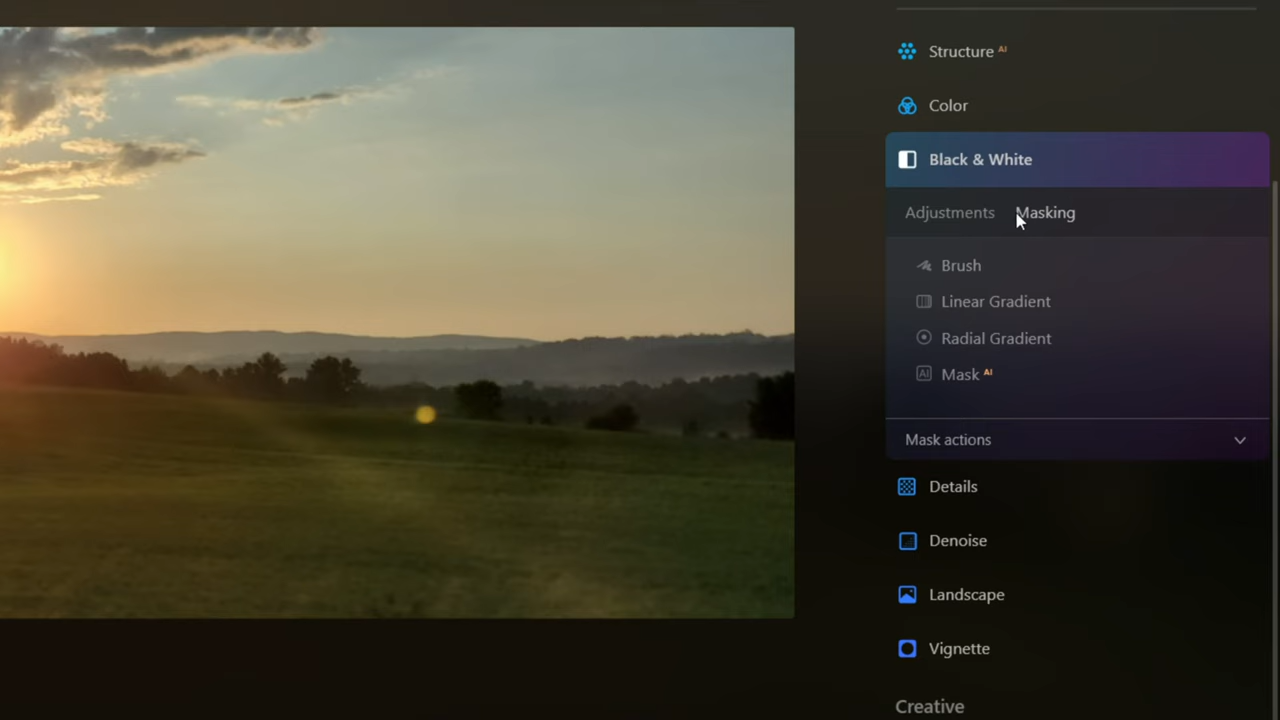 Structure AI
Color
Black & White
Adjustments Masking
Brush
Linear Gradient
Radial Gradient
AI Mask AI
Mask actions
Details
Denoise
Landscape
Vignette
Creative